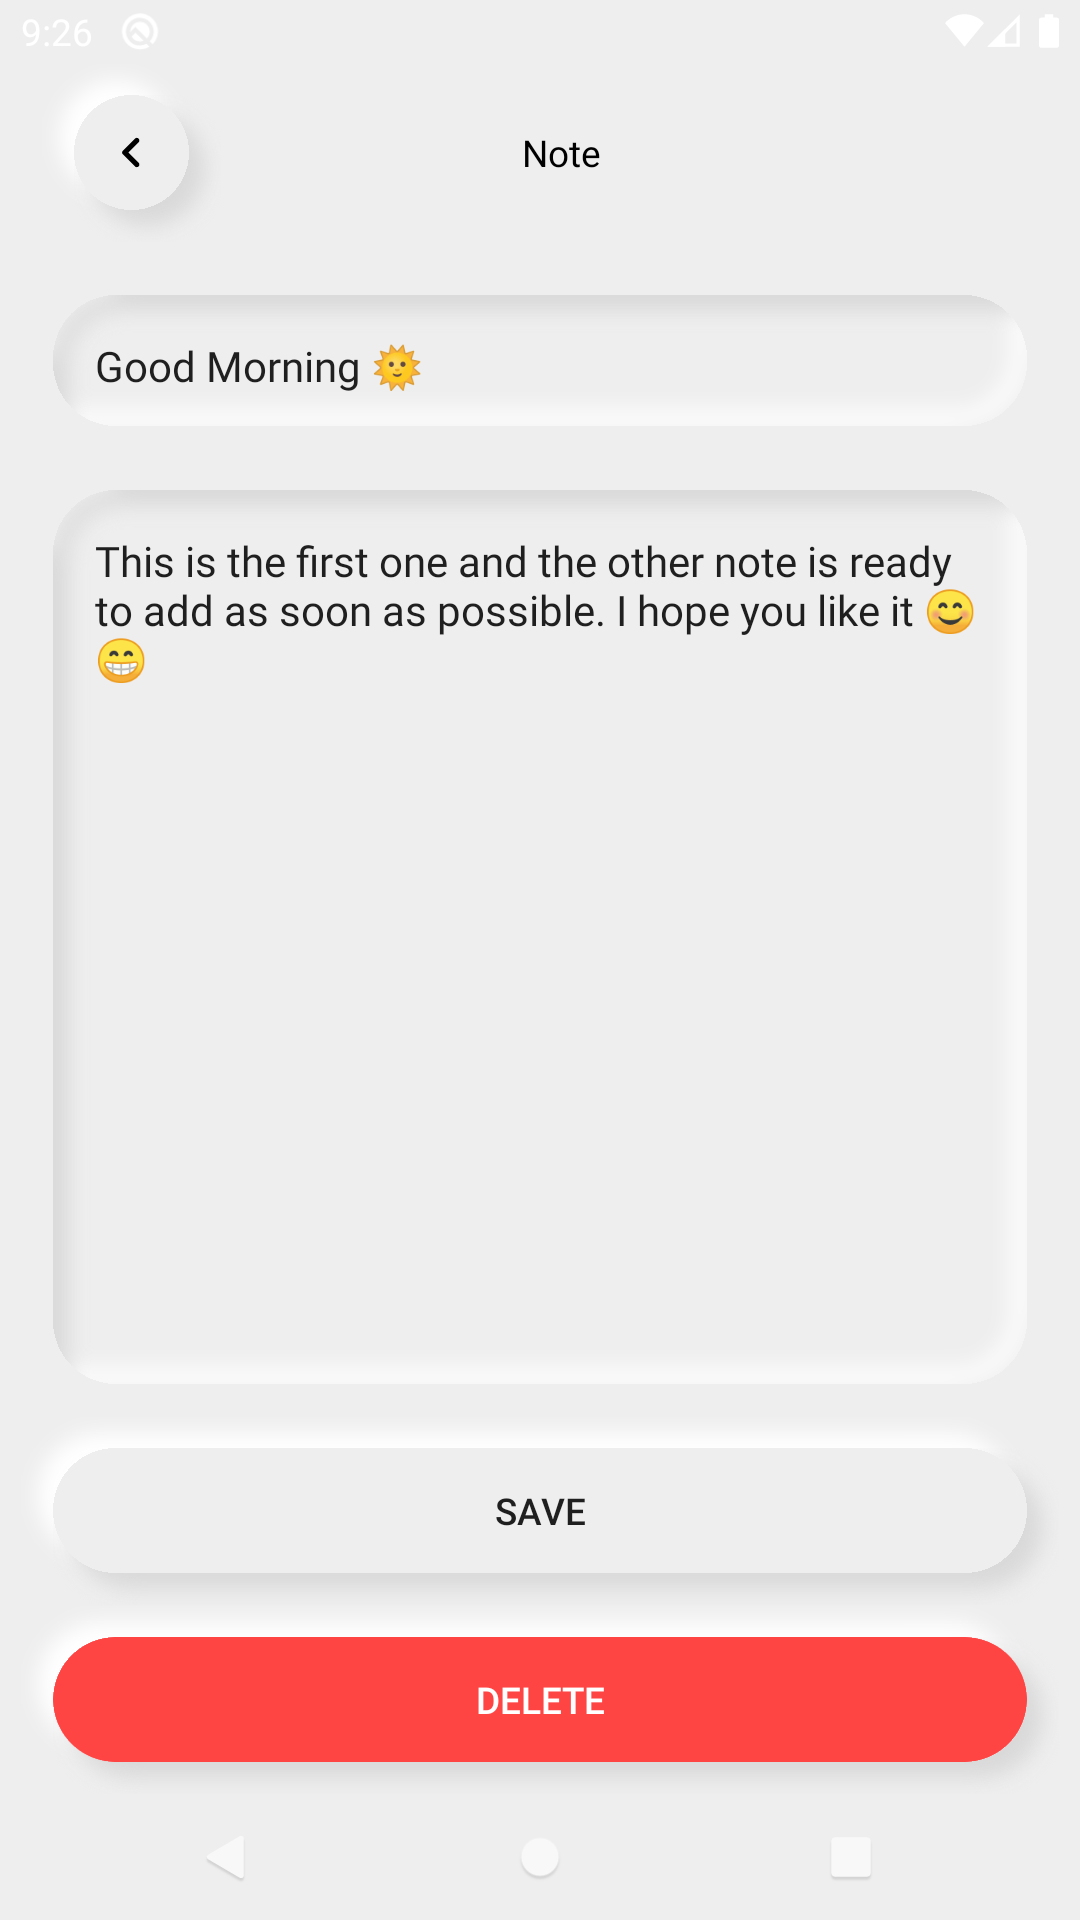 9:26
Note
Good Morning 🌞
This is the first one and the other note is ready
to add as soon as possible. I hope you like it 😊
😁
SAVE
DELETE